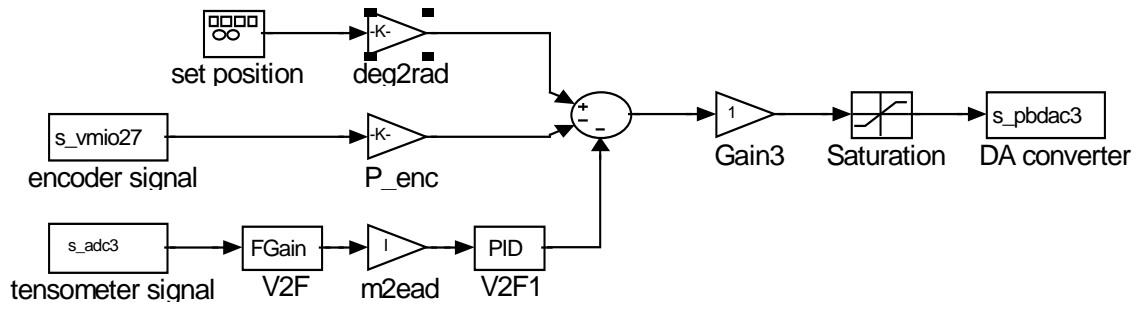 -K-
set position
deg2rad
s_vmio27
-K-
+
−
−
1
s_pbdac3
encoder signal
P_enc
Gain3
Saturation
DA converter
s_adc3
FGain
l
PID
tensometer signal
V2F
m2ead
V2F1